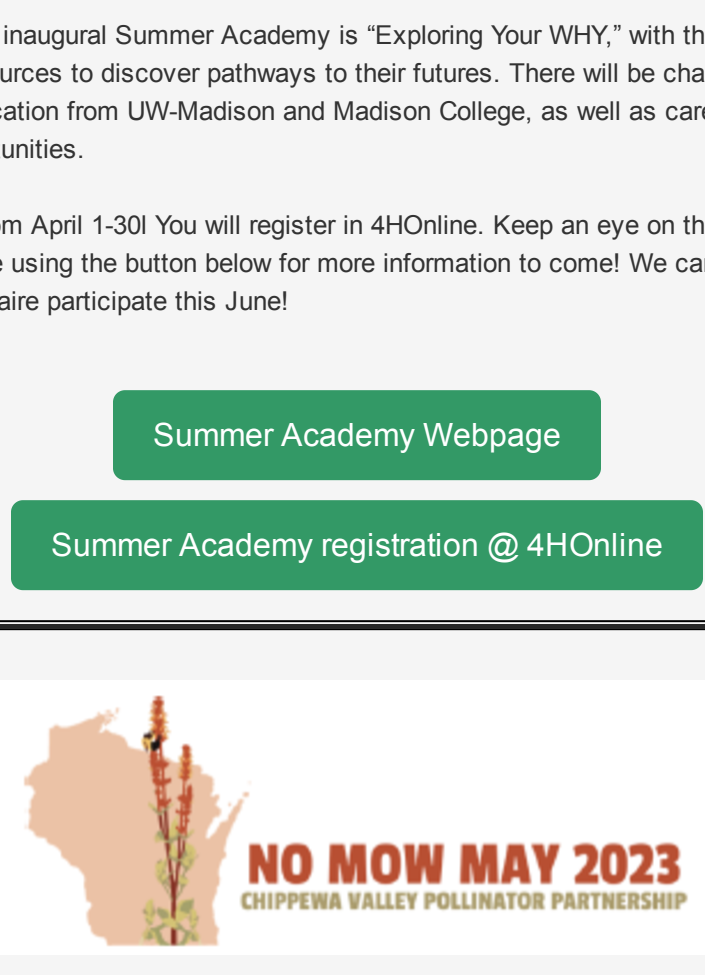 inaugural Summer Academy is “Exploring Your WHY,” with th
urces to discover pathways to their futures. There will be cha
cation from UW-Madison and Madison College, as well as care
unities.
om April 1-30l You will register in 4HOnline. Keep an eye on th
e using the button below for more information to come! We car
aire participate this June!
Summer Academy Webpage
Summer Academy registration @ 4HOnline
NO MOW MAY 2023
CHIPPEWA VALLEY POLLINATOR PARTNERSHIP